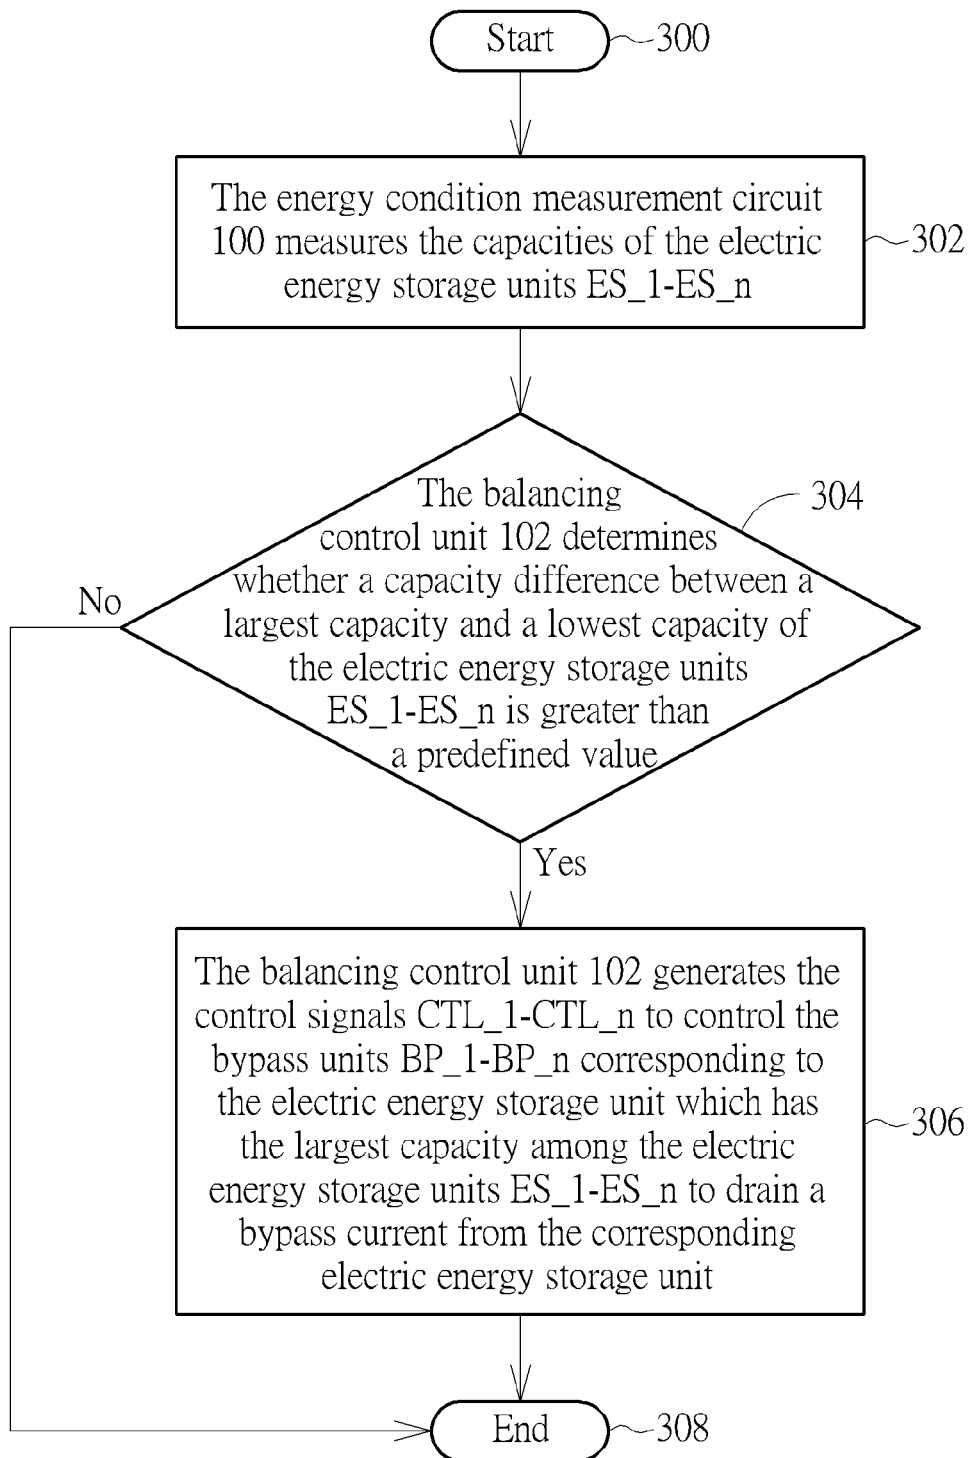 Start
300
The energy condition measurement circuit
100 measures the capacities of the electric
energy storage units ES_1-ES_n
302
The balancing
control unit 102 determines
whether a capacity difference between a
largest capacity and a lowest capacity of
the electric energy storage units
ES_1-ES_n is greater than
a predefined value
304
No
Yes
The balancing control unit 102 generates the
control signals CTL_1-CTL_n to control the
bypass units BP_1-BP_n corresponding to
the electric energy storage unit which has
the largest capacity among the electric
energy storage units ES_1-ES_n to drain a
bypass current from the corresponding
electric energy storage unit
306
End
308